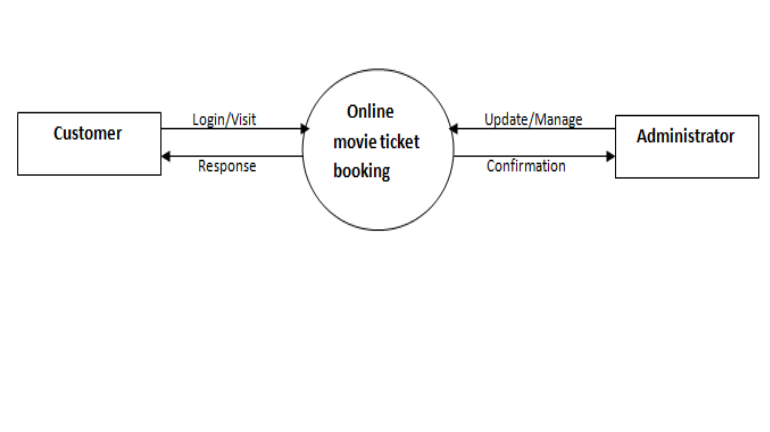 Customer
Login/Visit
Response
Online
movie ticket
booking
Update/Manage
Confirmation
Administrator